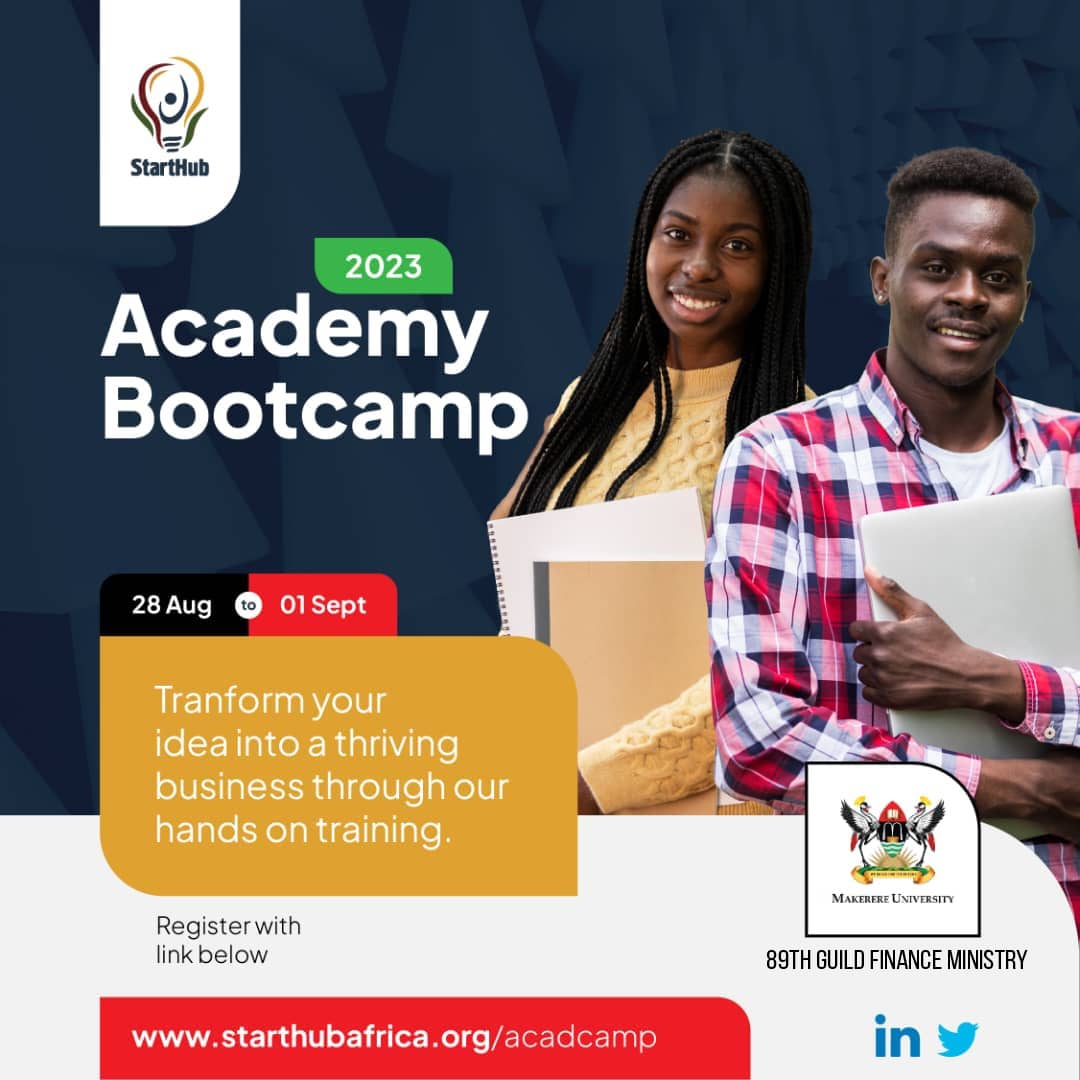 StartHub
2023
Academy
Bootcamp
28 Aug to 01 Sept
Tranform your
idea into a thriving
business through our
hands on training.
Register with
link below
www.starthubafrica.org/acadcamp
MAKERERE UNIVERSITY
89TH GUILD FINANCE MINISTRY
in